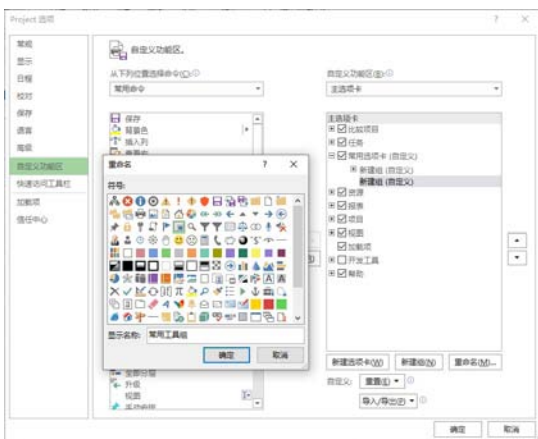 Project 选项
? ×
常规
显示
日程
校对
保存
语言
高级
自定义功能区
快速访问工具栏
加载项
信任中心
自定义功能区。
从下列位置选择命令(C):
常用命令
保存
背景色
插入列
重命名
? ×
符号:
显示名称: 常用工具组
确定
取消
升级
视图
手动安排
自定义功能区(B):
主选项卡
主选项卡
比较项目
任务
常用选项卡 (自定义)
新建组 (自定义)
新建组 (自定义)
资源
报表
项目
视图
加载项
开发工具
帮助
新建选项卡(W)
新建组(N)
重命名(M)...
自定义:
重置(E)
导入/导出(P)
确定
取消